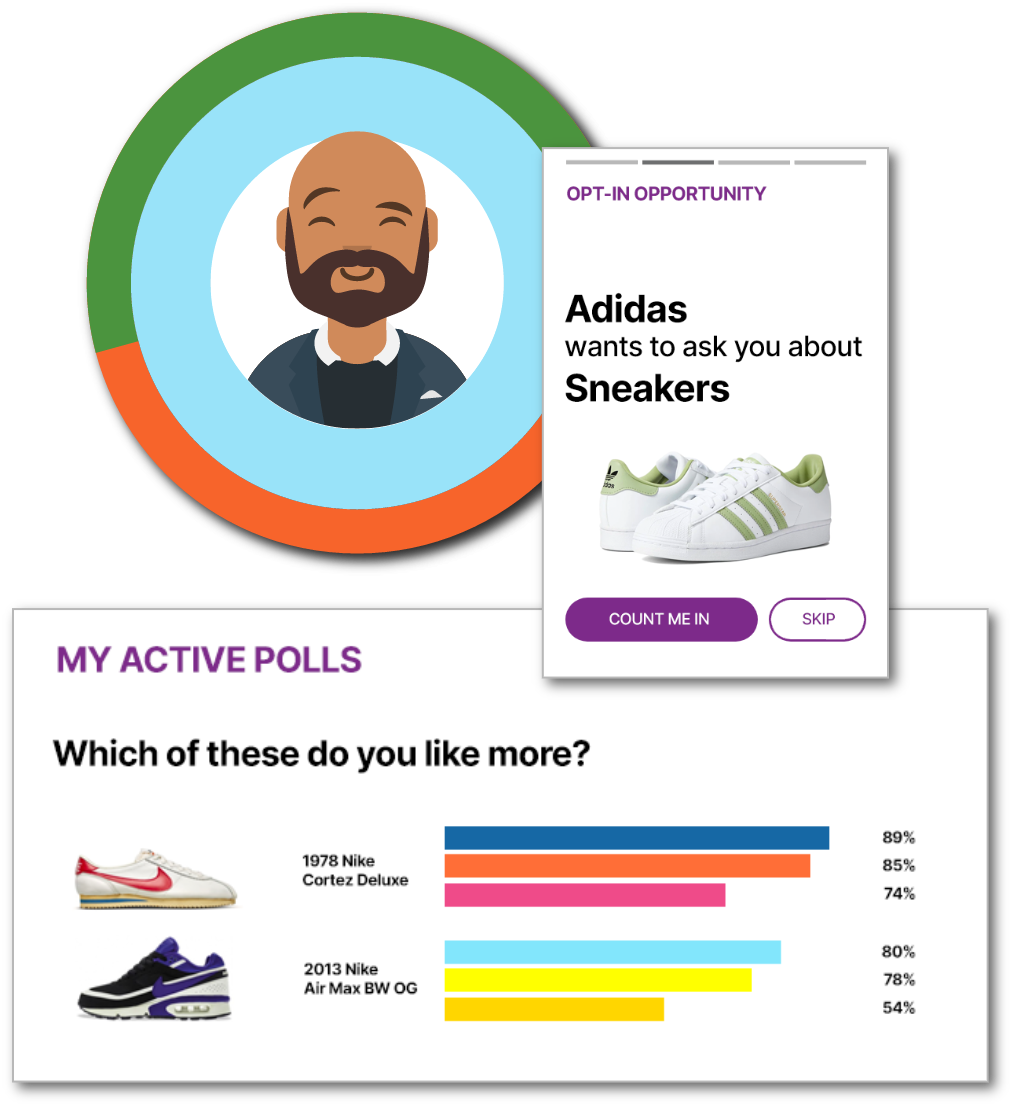 OPT-IN OPPORTUNITY
Adidas
wants to ask you about
Sneakers
COUNT ME IN
SKIP
MY ACTIVE POLLS
Which of these do you like more?
1978 Nike
Cortez Deluxe
89%
85%
74%
2013 Nike
Air Max BW OG
80%
78%
54%